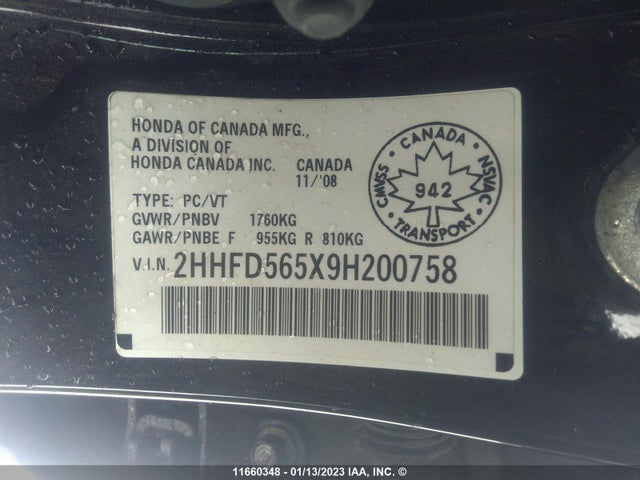 HONDA OF CANADA MFG.,
A DIVISION OF
HONDA CANADA INC. CANADA
11/'08
TYPE: PC/VT
GVWR/PNBV 1760KG
GAWR/PNBE F 955KG R 810KG
V.I.N. 2HHFD565X9H200758
CANADA
CMVSS 942 NSVAC
TRANSPORT
11660348 - 01/13/2023 IAA, INC. ©